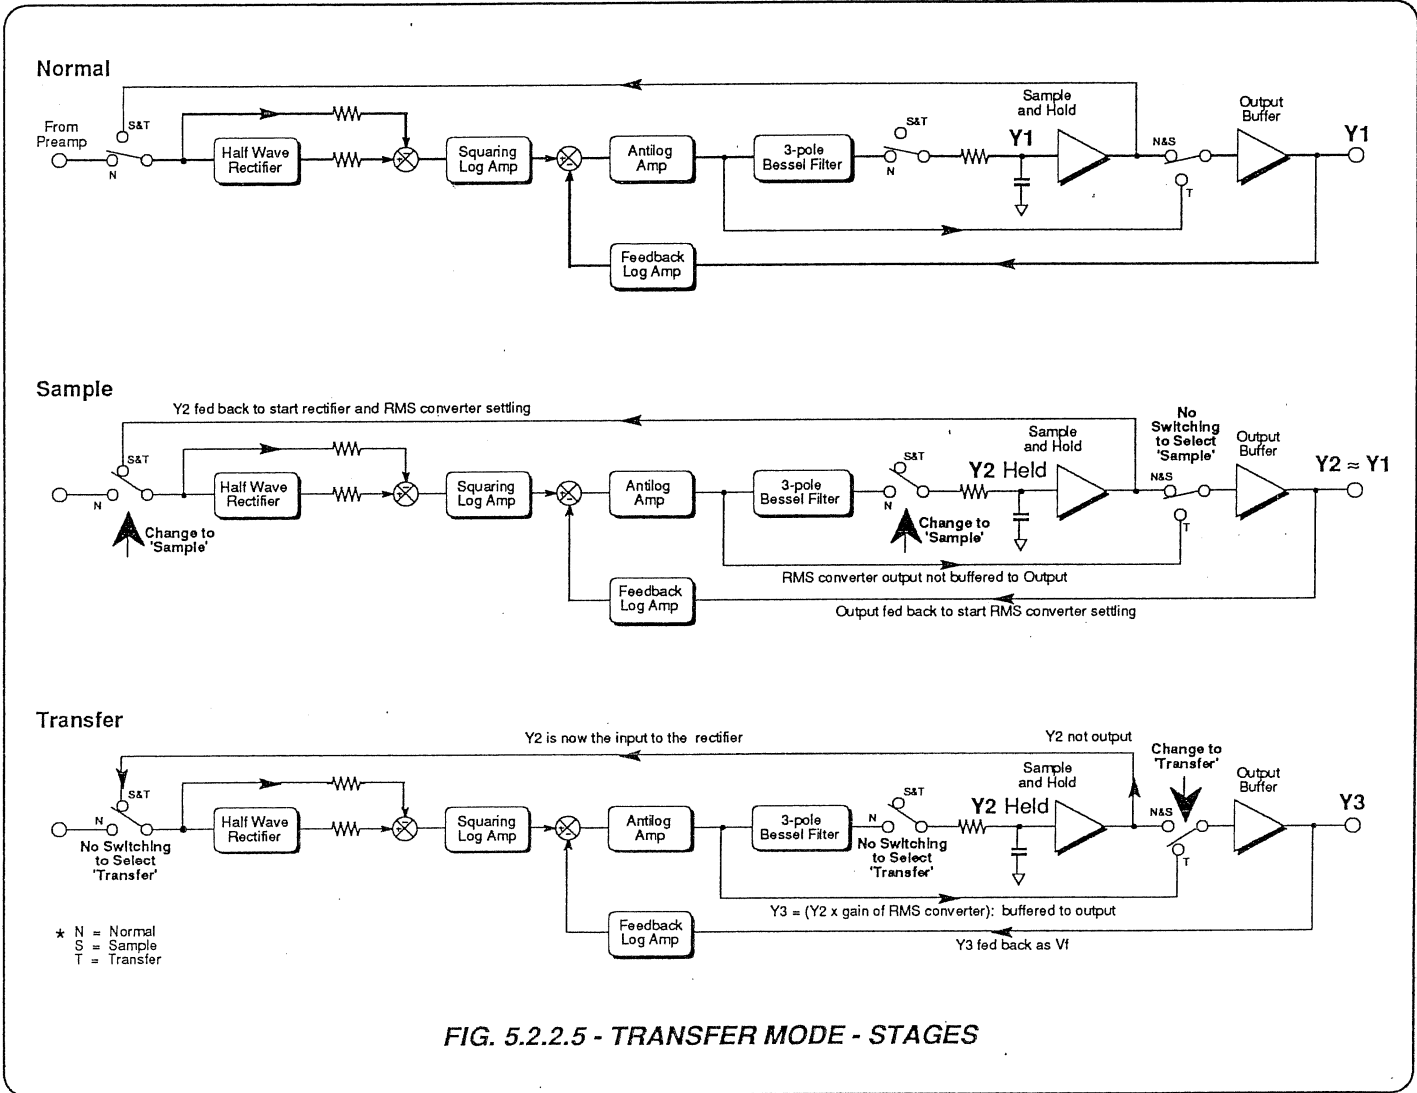 Normal
From
Preamp
S&T
N
Half Wave
Rectifier
+
−
Squaring
Log Amp
+
−
Antilog
Amp
3-pole
Bessel Filter
S&T
N
Y1
Sample
and Hold
N&S
T
Output
Buffer
Y1
Feedback
Log Amp
Sample
Y2 fed back to start rectifier and RMS converter settling
S&T
N
Change to
'Sample'
Half Wave
Rectifier
+
−
Squaring
Log Amp
+
−
Antilog
Amp
3-pole
Bessel Filter
S&T
N
Change to
'Sample'
Y2 Held
Sample
and Hold
No
Switching
to Select
'Sample'
N&S
T
Output
Buffer
Y2 ≈ Y1
RMS converter output not buffered to Output
Feedback
Log Amp
Output fed back to start RMS converter settling
Transfer
Y2 is now the input to the rectifier
Y2 not output
S&T
N
No Switching
to Select
'Transfer'
Half Wave
Rectifier
+
−
Squaring
Log Amp
+
−
Antilog
Amp
3-pole
Bessel Filter
S&T
N
No Switching
to Select
'Transfer'
Y2 Held
Sample
and Hold
Change to
'Transfer'
N&S
T
Output
Buffer
Y3
Y3 = (Y2 x gain of RMS converter): buffered to output
Feedback
Log Amp
Y3 fed back as Vf
* N = Normal
S = Sample
T = Transfer
FIG. 5.2.2.5 - TRANSFER MODE - STAGES